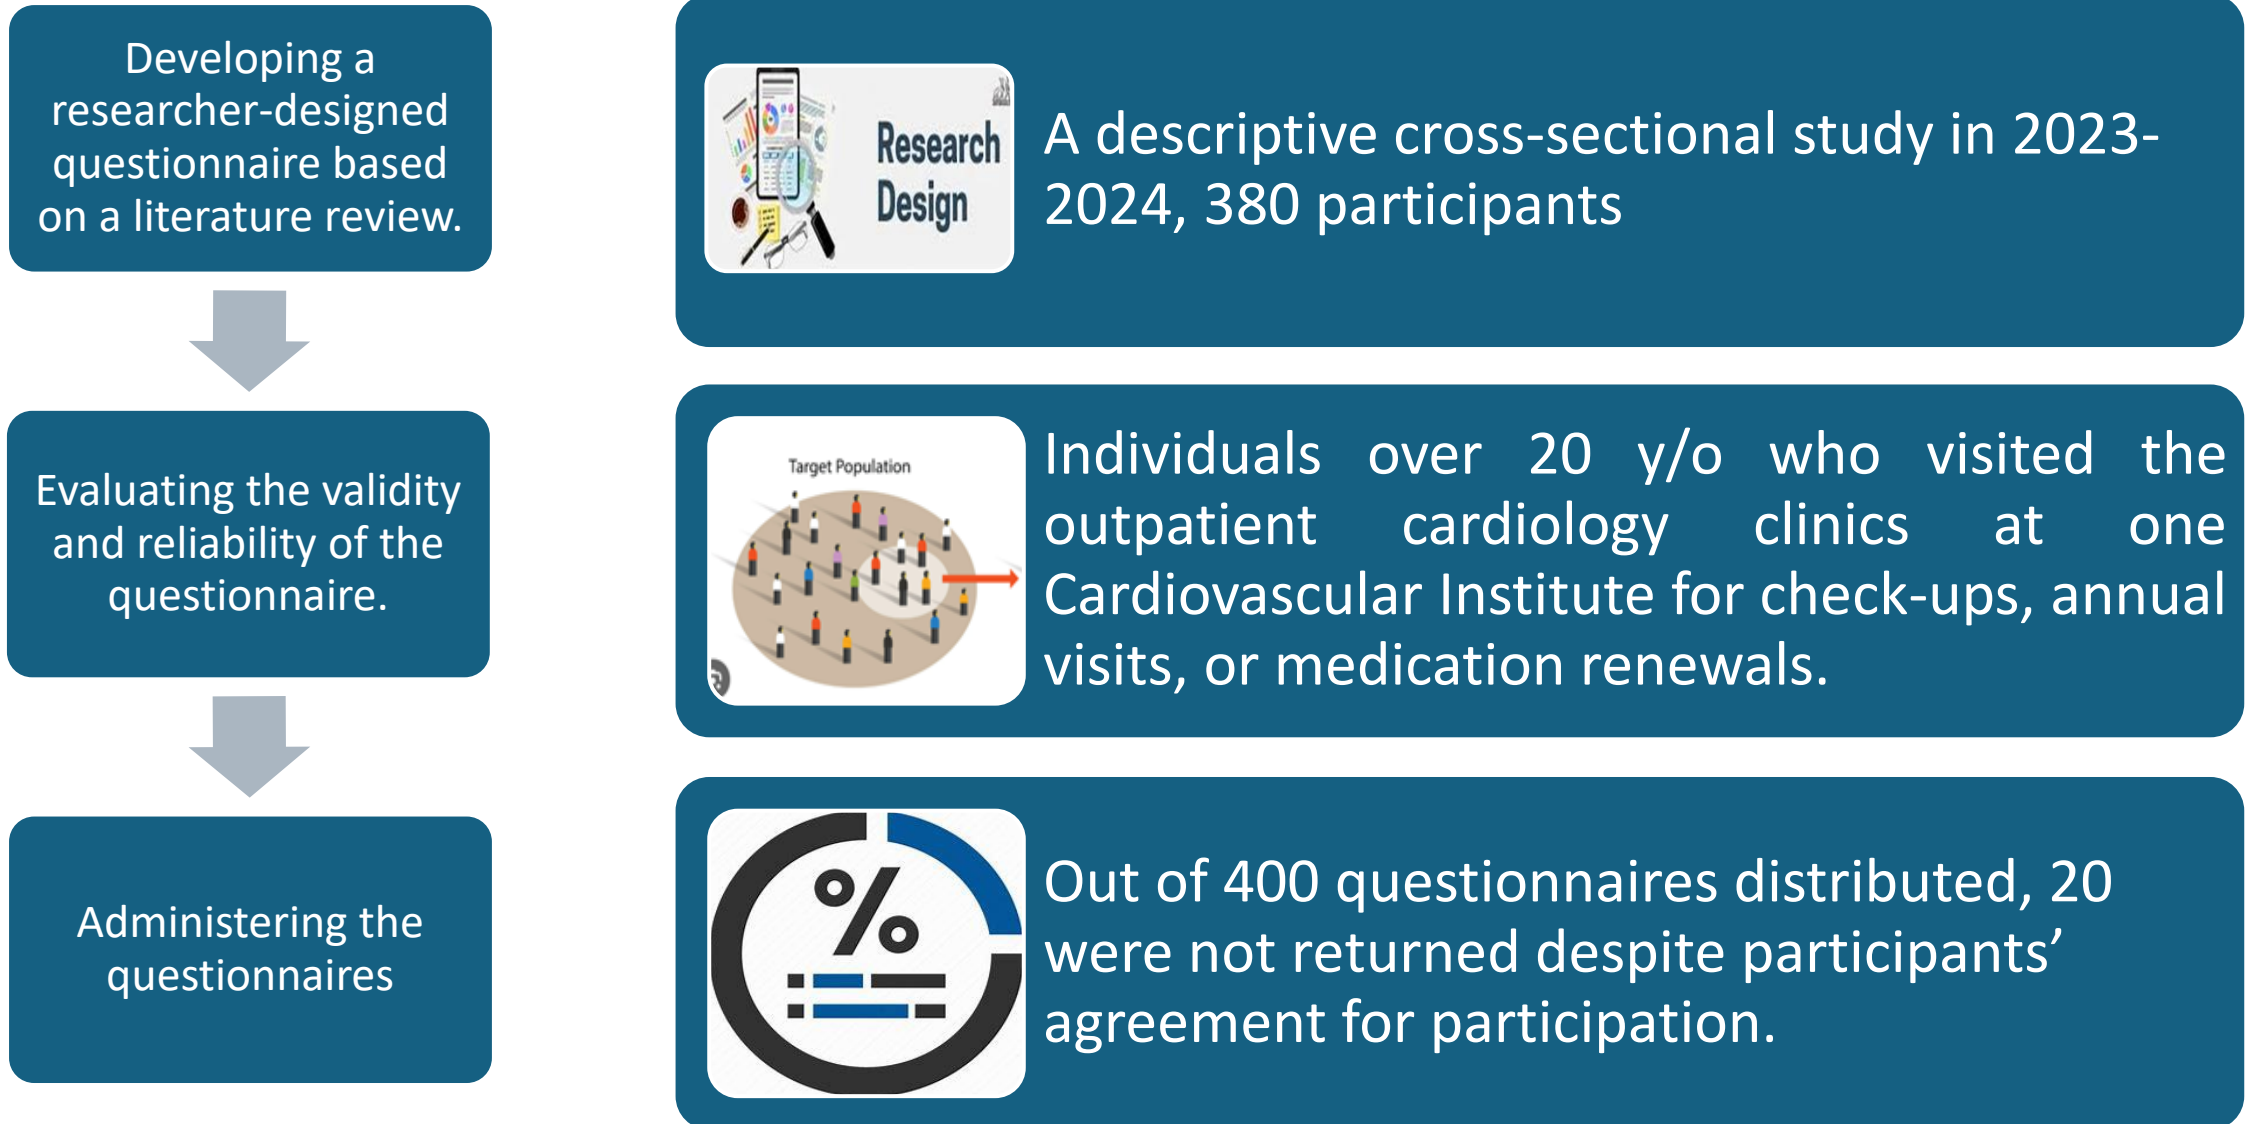 Developing a
researcher-designed
questionnaire based
on a literature review.
Evaluating the validity
and reliability of the
questionnaire.
Administering the
questionnaires
Research
Design
A descriptive cross-sectional study in 2023-
2024, 380 participants
Target Population
Individuals over 20 y/o who visited the
outpatient cardiology clinics at one
Cardiovascular Institute for check-ups, annual
visits, or medication renewals.
%
Out of 400 questionnaires distributed, 20
were not returned despite participants’
agreement for participation.